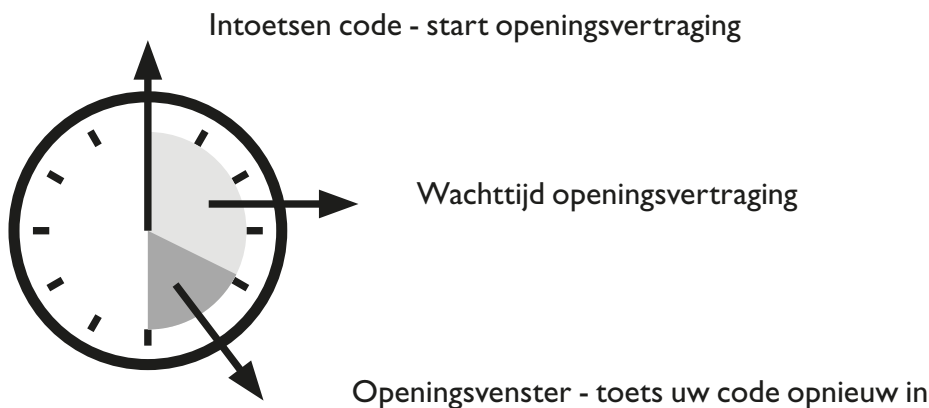 Intoetsen code - start openingsvertraging
Wachttijd openingsvertraging
Openingsvenster - toets uw code opnieuw in